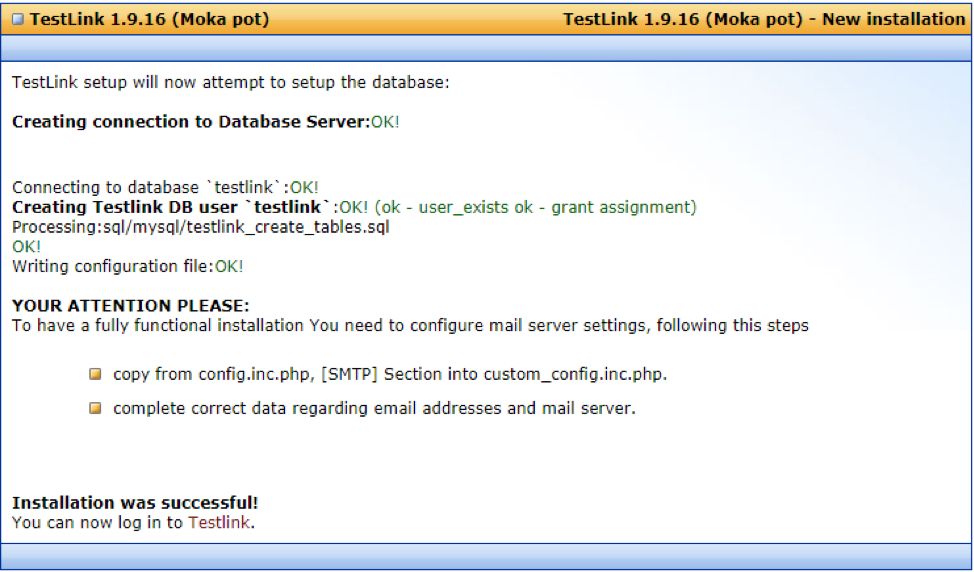 TestLink 1.9.16 (Moka pot) TestLink 1.9.16 (Moka pot) - New installation
TestLink setup will now attempt to setup the database:
Creating connection to Database Server:OK!
Connecting to database `testlink`:OK!
Creating Testlink DB user `testlink`:OK! (ok - user_exists ok - grant assignment)
Processing:sql/mysql/testlink_create_tables.sql
OK!
Writing configuration file:OK!
YOUR ATTENTION PLEASE:
To have a fully functional installation You need to configure mail server settings, following this steps
copy from config.inc.php, [SMTP] Section into custom_config.inc.php.
complete correct data regarding email addresses and mail server.
Installation was successful!
You can now log in to Testlink.